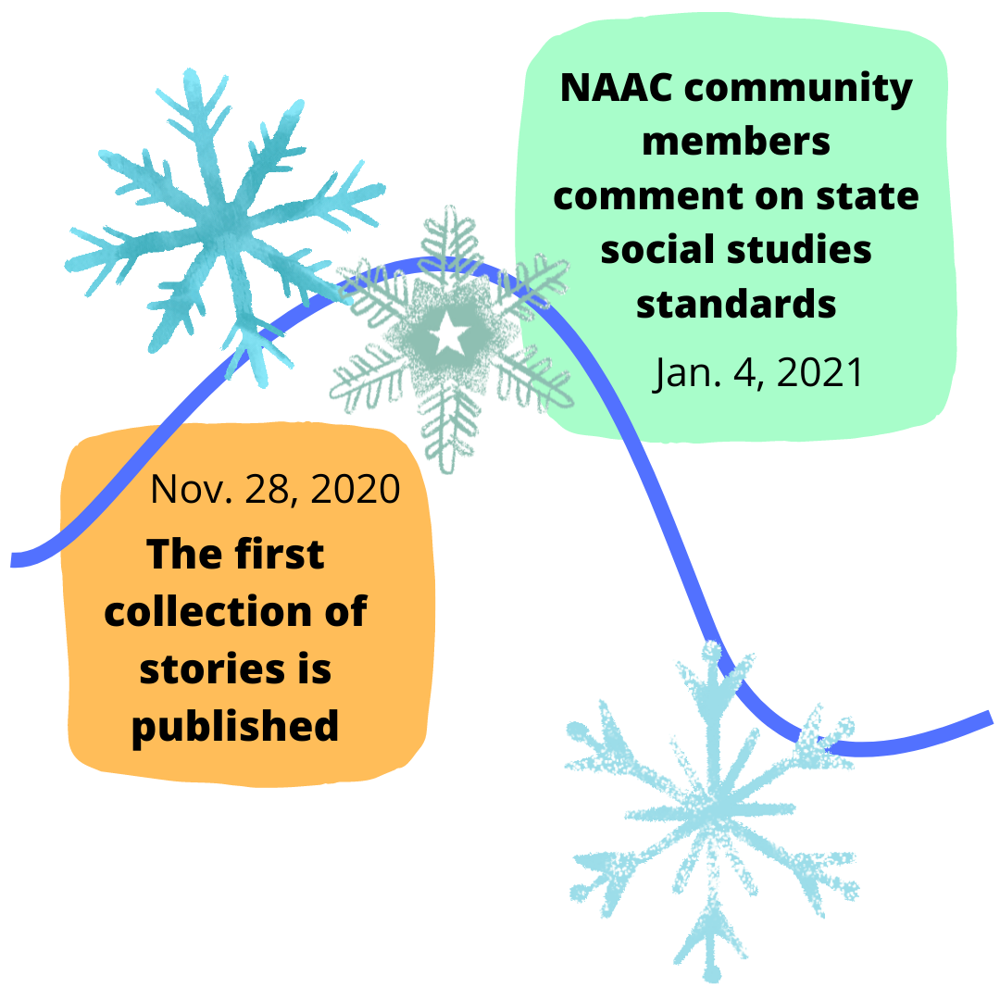 Nov. 28, 2020
The first
collection of
stories is
published
NAAC community
members
comment on state
social studies
standards
Jan. 4, 2021